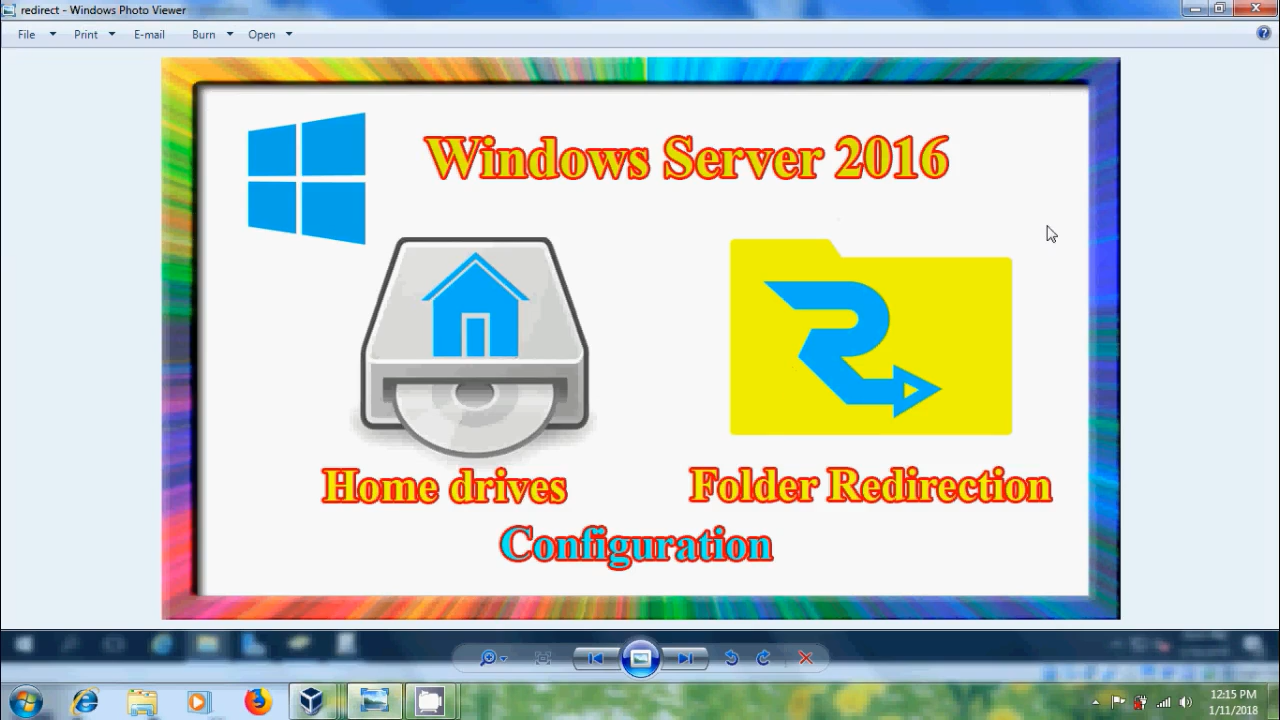 redirect - Windows Photo Viewer
File Print E-mail Burn Open
Windows Server 2016
Home drives Folder Redirection
Configuration
12:15 PM
1/11/2018